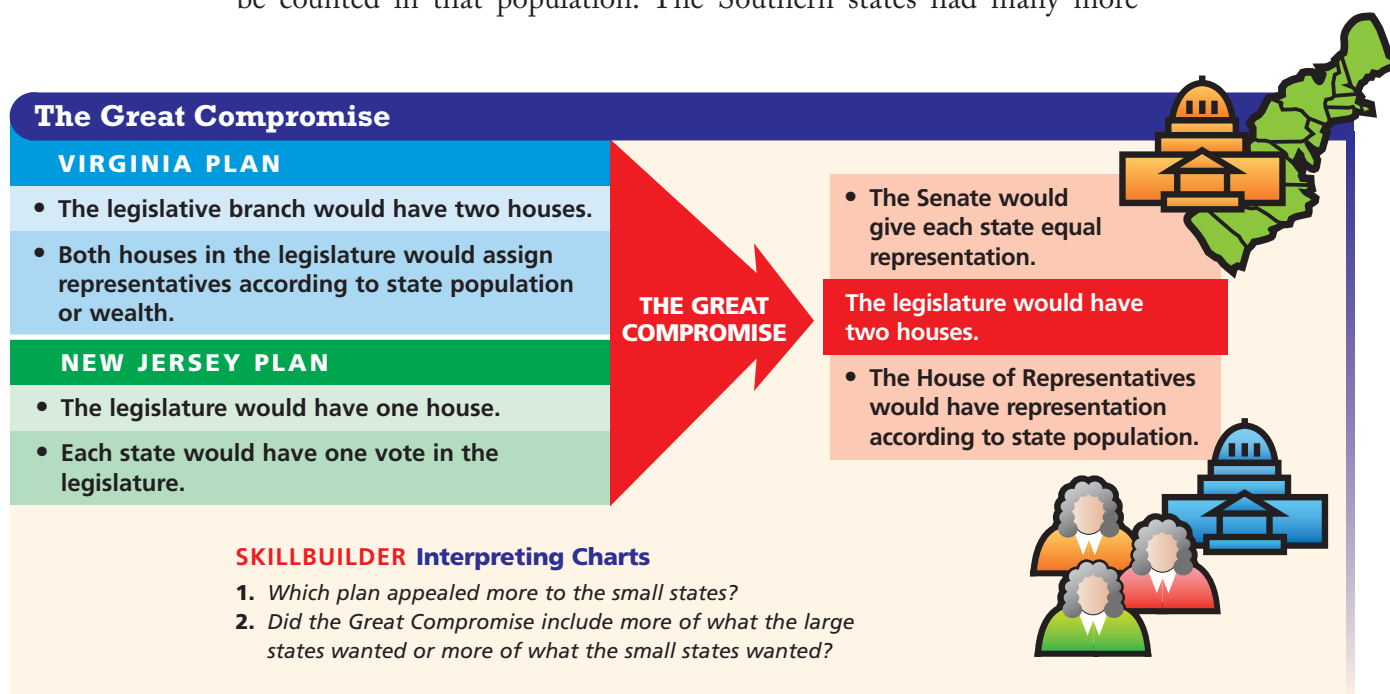 be counted in that population. The Southern states had many more
The Great Compromise
VIRGINIA PLAN
• The legislative branch would have two houses.
• Both houses in the legislature would assign
representatives according to state population
or wealth.
NEW JERSEY PLAN
• The legislature would have one house.
• Each state would have one vote in the
legislature.
THE GREAT
COMPROMISE
• The Senate would
give each state equal
representation.
The legislature would have
two houses.
• The House of Representatives
would have representation
according to state population.
SKILLBUILDER Interpreting Charts
1. Which plan appealed more to the small states?
2. Did the Great Compromise include more of what the large
states wanted or more of what the small states wanted?